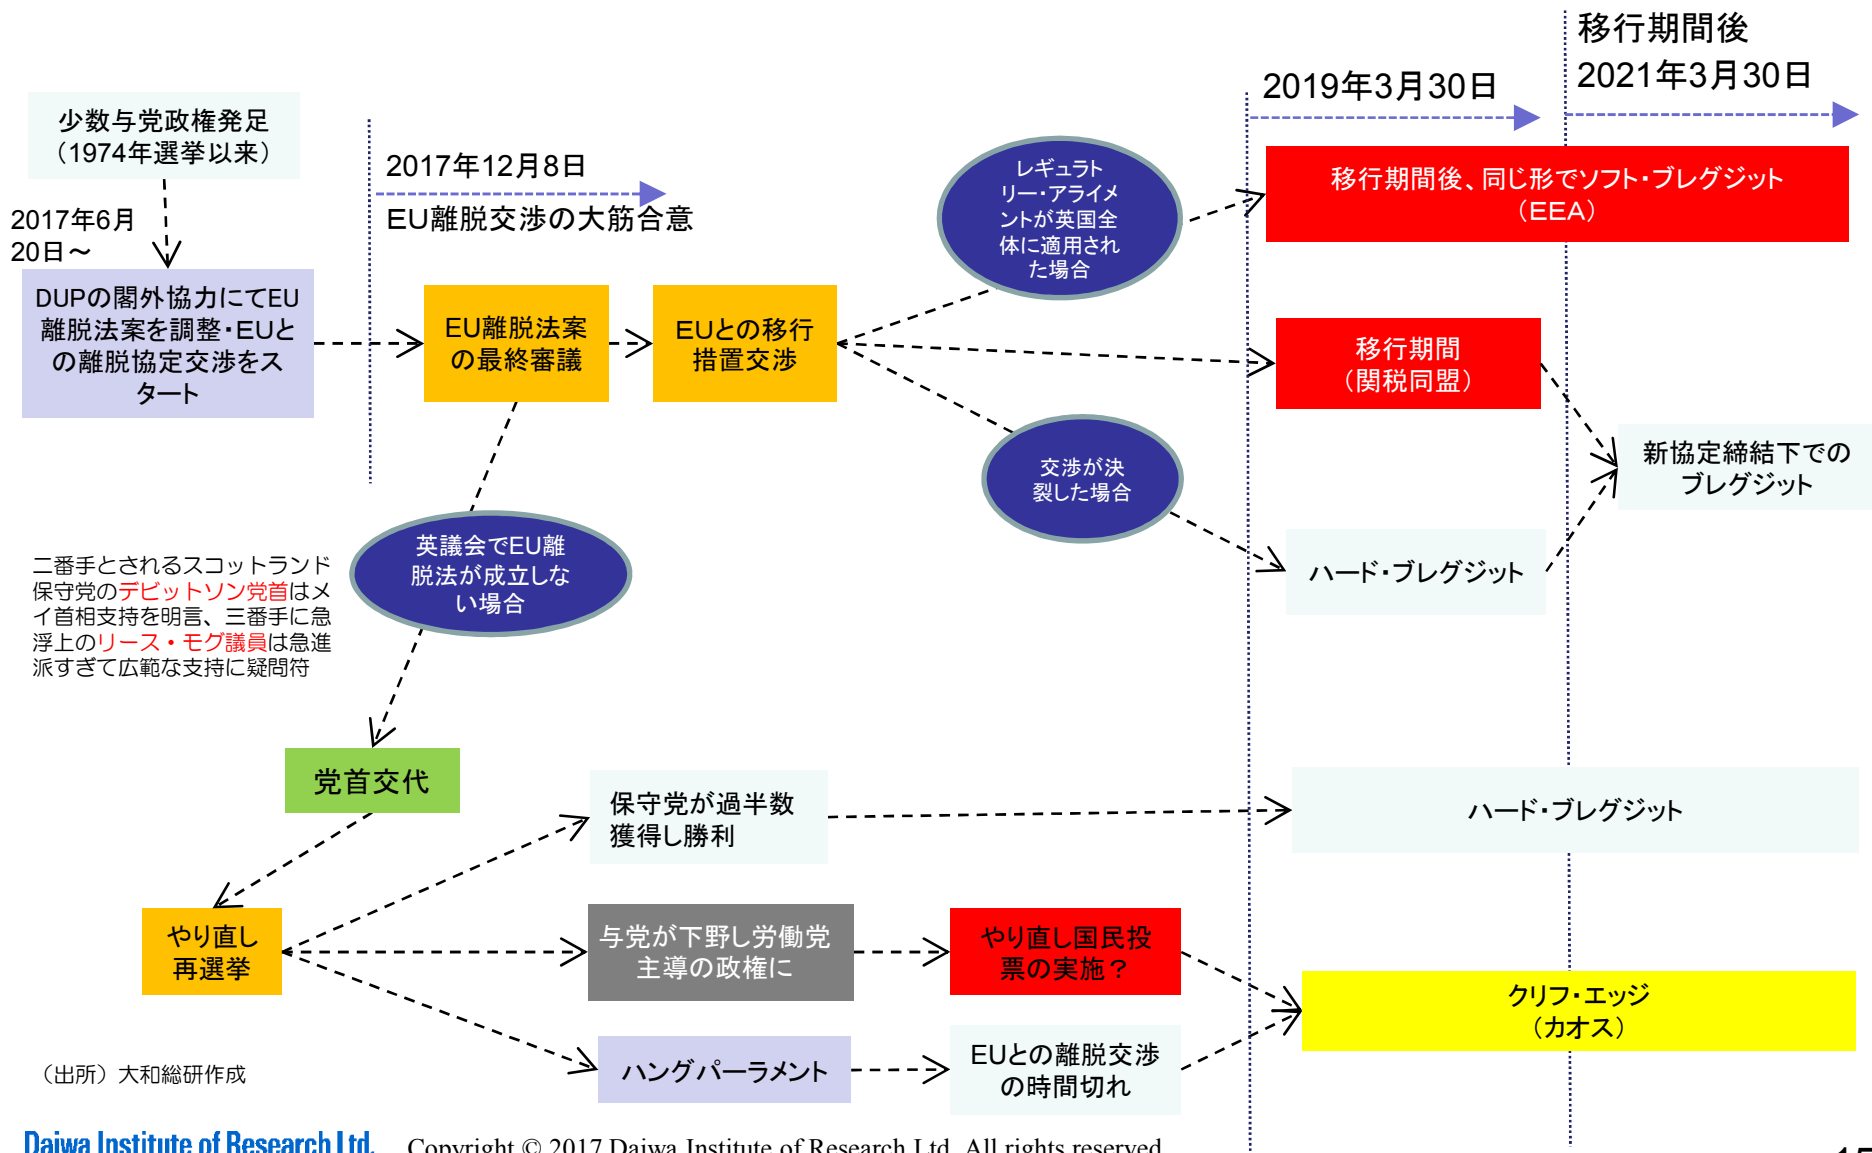 移行期間後
2021年3月30日
2019年3月30日
少数与党政権発足
（1974年選挙以来）
2017年12月8日
EU離脱交渉の大筋合意
2017年6月
20日～
DUPの閣外協力にてEU
離脱法案を調整・EUと
の離脱協定交渉をス
タート
EU離脱法案
の最終審議
EUとの移行
措置交渉
レギュラト
リー・アライメ
ントが英国全
体に適用され
た場合
移行期間後、同じ形でソフト・ブレグジット
（EEA）
移行期間
（関税同盟）
交渉が決
裂した場合
新協定締結下での
ブレグジット
ハード・ブレグジット
英議会でEU離
脱法が成立しな
い場合
二番手とされるスコットランド
保守党のデビットソン党首はメ
イ首相支持を明言、三番手に急
浮上のリース・モグ議員は急進
派すぎて広範な支持に疑問符
党首交代
保守党が過半数
獲得し勝利
ハード・ブレグジット
やり直し
再選挙
与党が下野し労働党
主導の政権に
やり直し国民投
票の実施？
クリフ・エッジ
（カオス）
ハングパーラメント
EUとの離脱交渉
の時間切れ
（出所）大和総研作成
Daiwa Institute of Research Ltd.
Copyright © 2017 Daiwa Institute of Research Ltd. All rights reserved